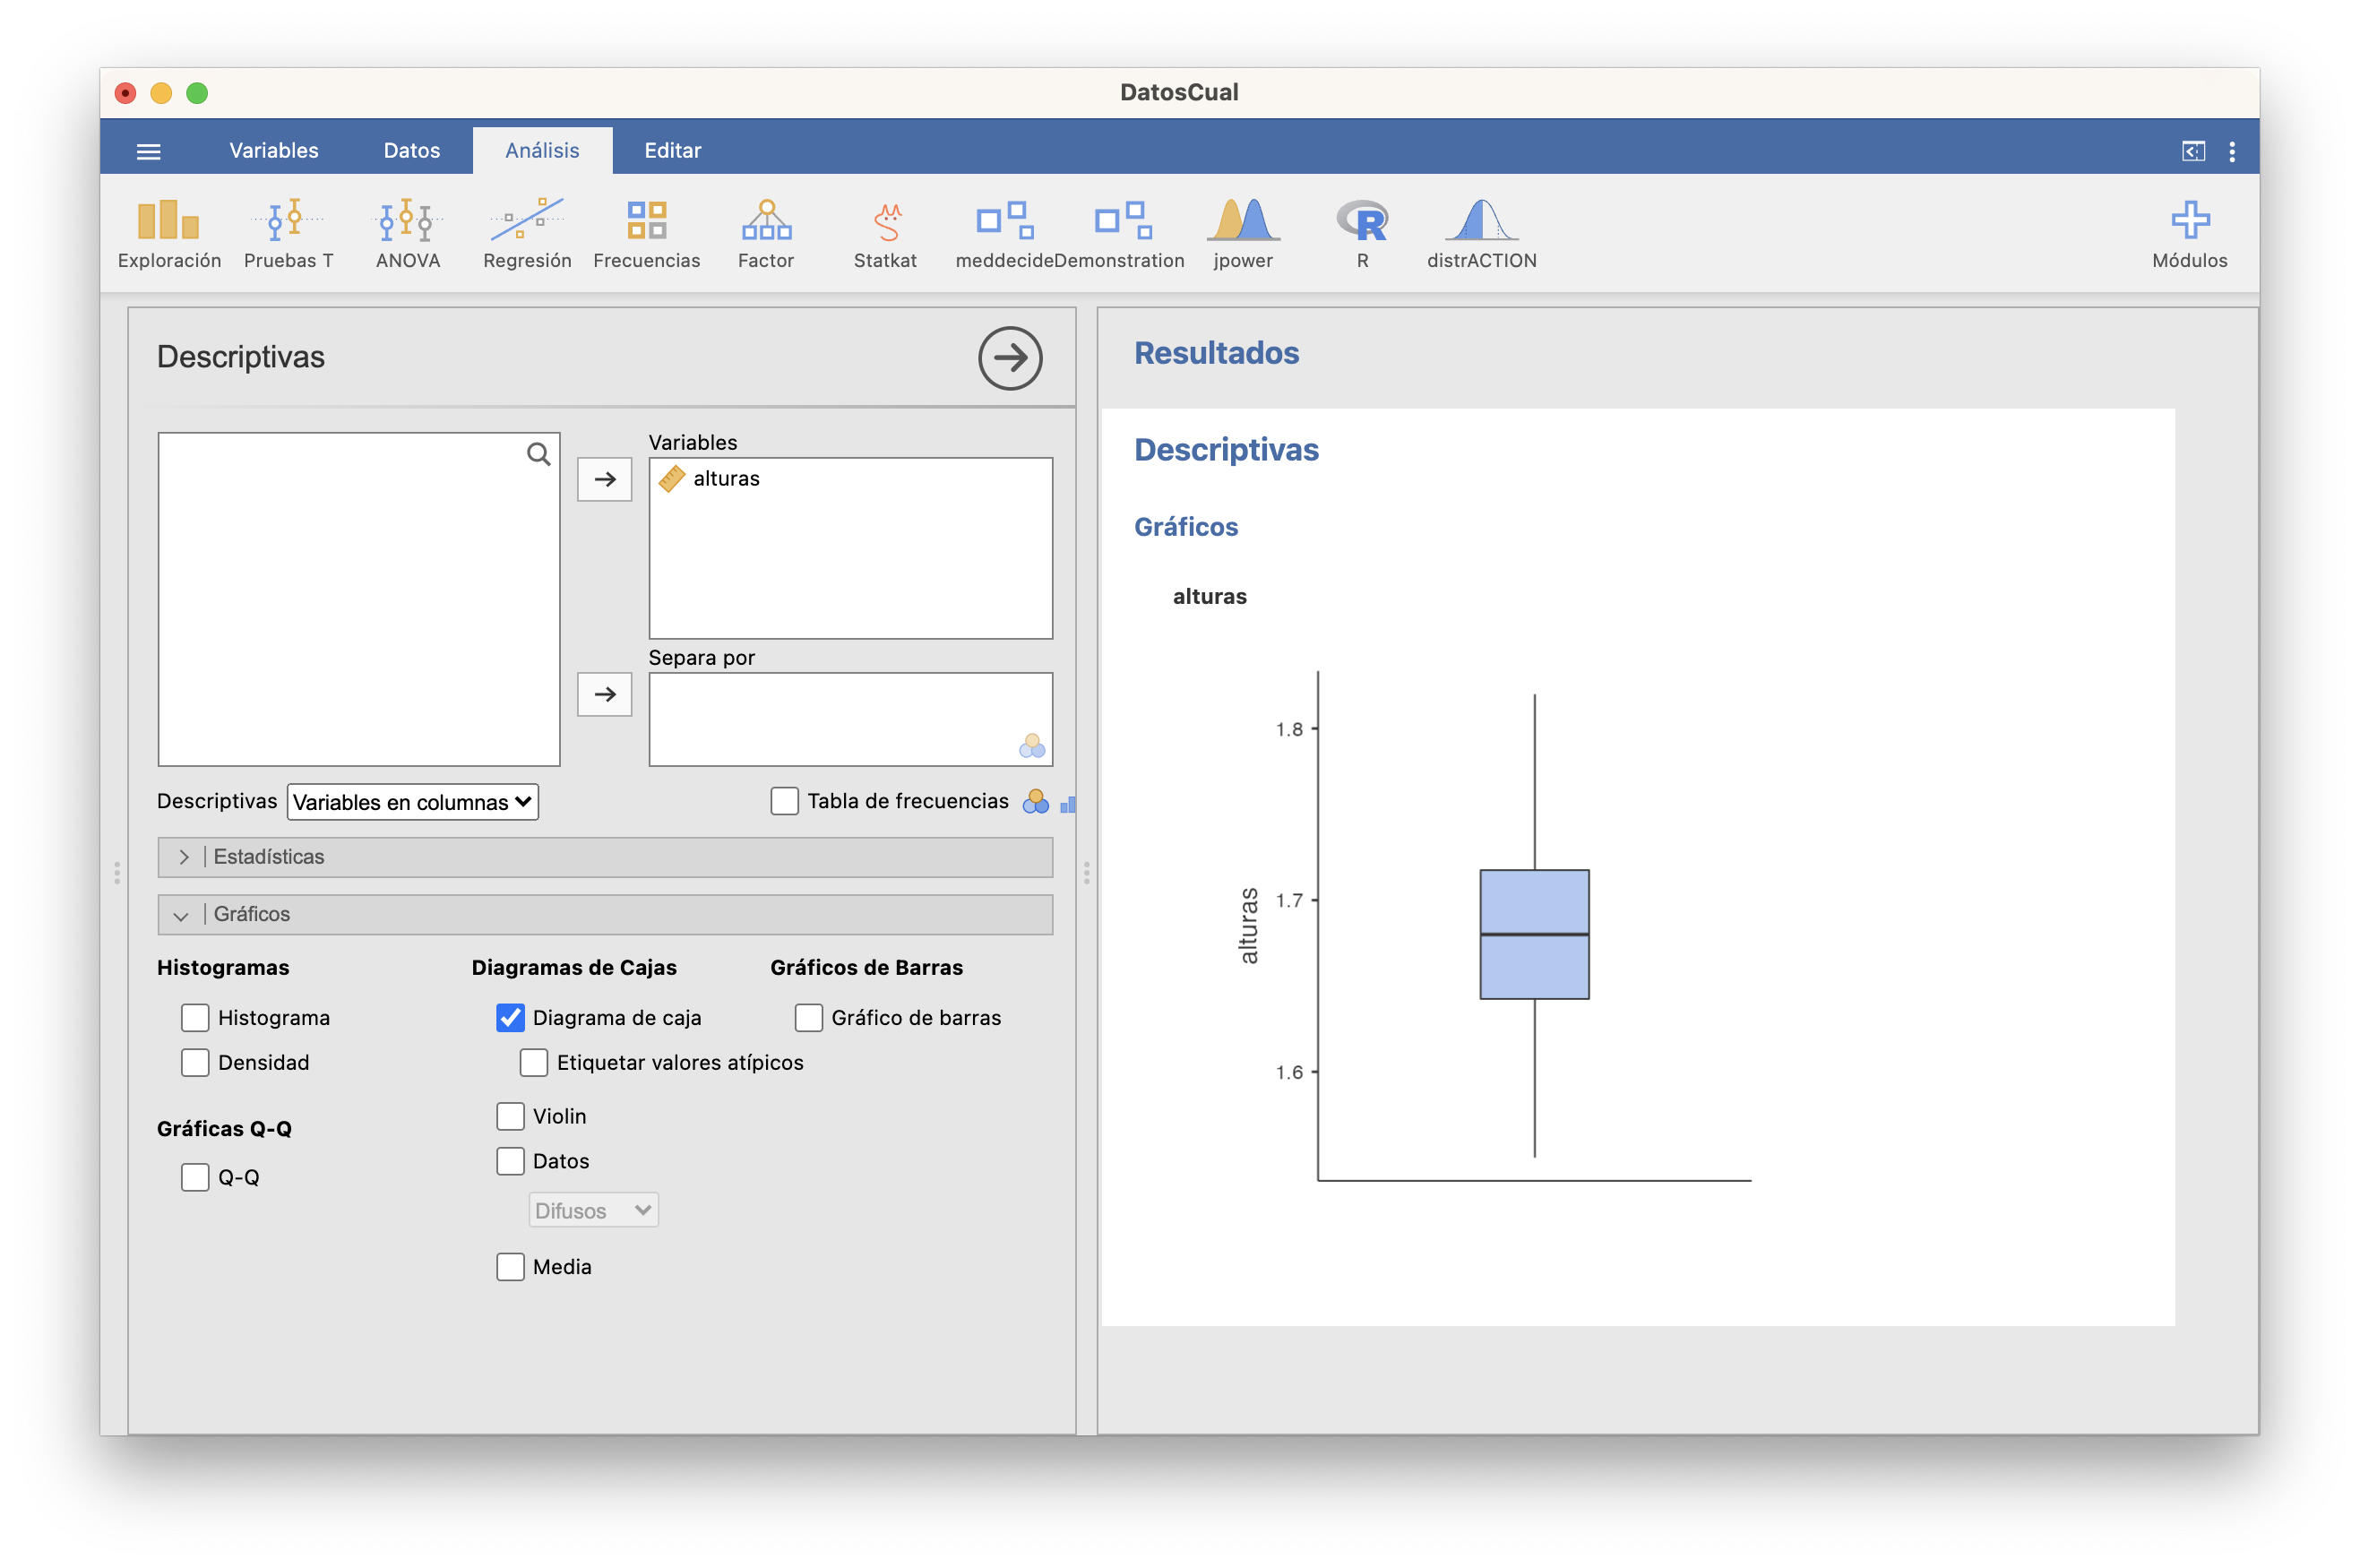 DatosCual
Variables Datos Análisis Editar
Exploración Pruebas T ANOVA Regresión Frecuencias Factor Statkat meddecide Demonstration jpower R distrACTION Módulos
Descriptivas
Variables
alturas
Separa por
Descriptivas Variables en columnas Tabla de frecuencias
Estadísticas
Gráficos
Histogramas Diagramas de Cajas Gráficos de Barras
Histograma Diagrama de caja Gráfico de barras
Densidad Etiquetar valores atípicos
Violin
Gráficas Q-Q
Datos
Q-Q
Difusos
Media
Resultados
Descriptivas
Gráficos
alturas
1.8
1.7
1.6
alturas